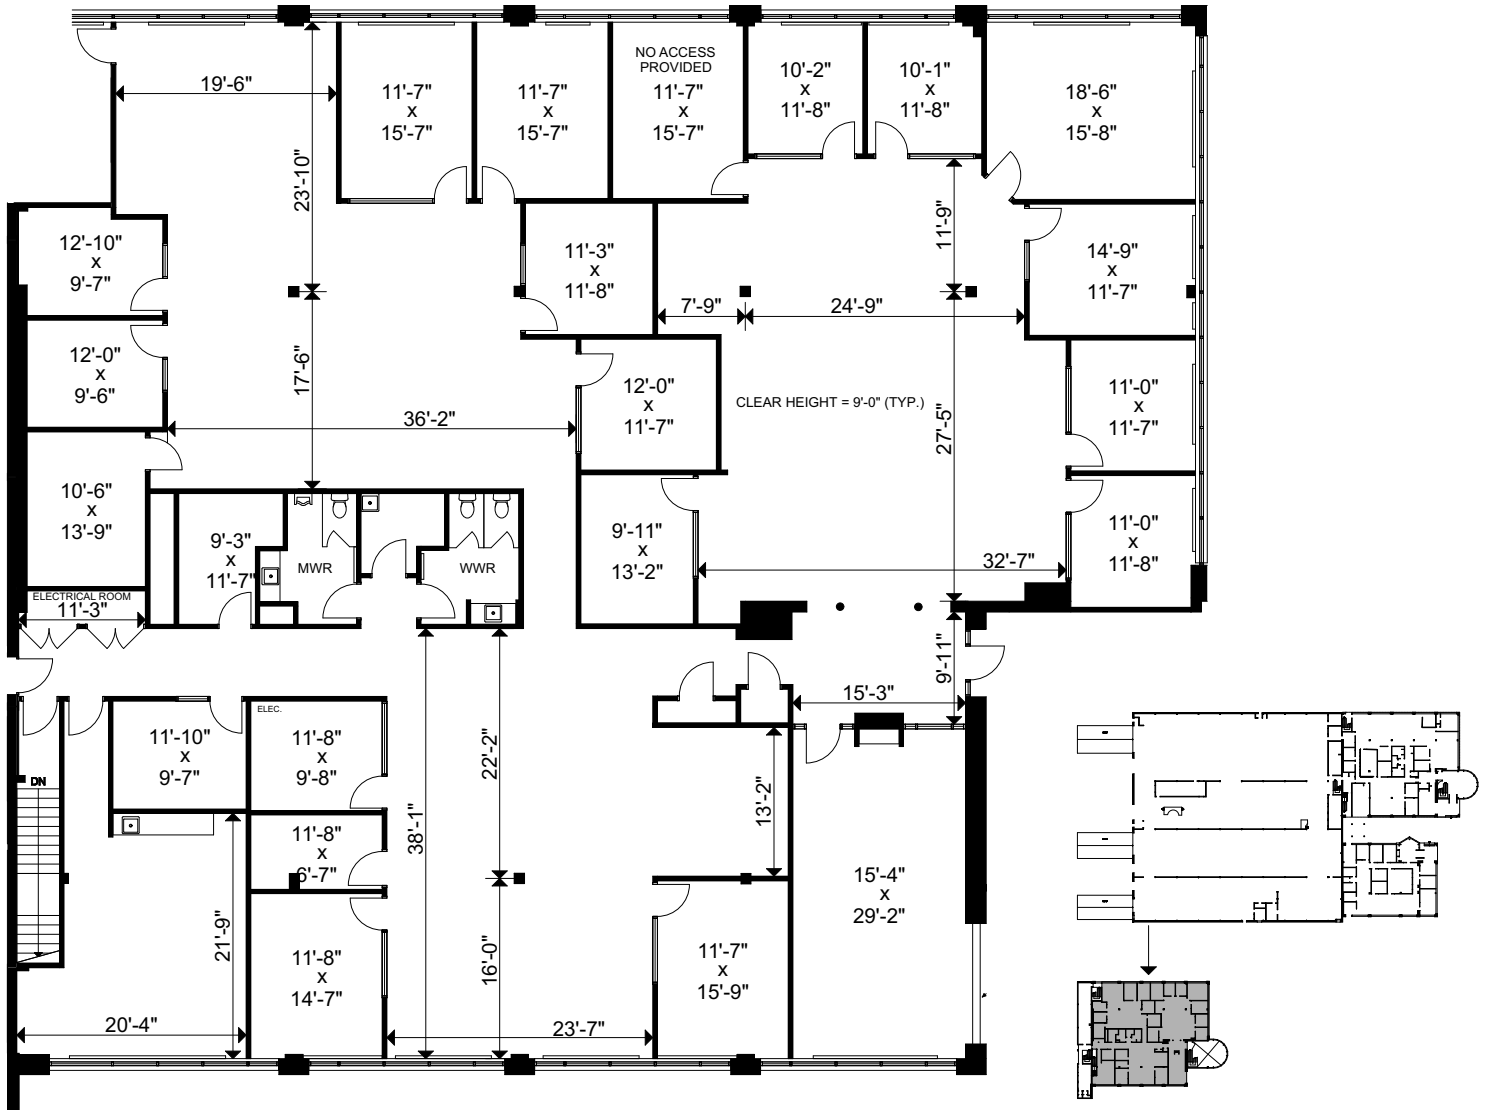 NO ACCESS
PROVIDED
19'-6"
11'-7"
x
15'-7"
11'-7"
x
15'-7"
11'-7"
x
15'-7"
10'-2"
x
11'-8"
10'-1"
x
11'-8"
18'-6"
x
15'-8"
23'-10"
11'-9"
12'-10"
x
9'-7"
11'-3"
x
11'-8"
14'-9"
x
11'-7"
7'-9"
24'-9"
12'-0"
x
9'-6"
17'-6"
12'-0"
x
11'-7"
CLEAR HEIGHT = 9'-0" (TYP.)
11'-0"
x
11'-7"
36'-2"
27'-5"
10'-6"
x
13'-9"
9'-3"
x
11'-7"
MWR
WWR
9'-11"
x
13'-2"
32'-7"
11'-0"
x
11'-8"
ELECTRICAL ROOM
11'-3"
9'-11"
15'-3"
ELEC.
11'-10"
x
9'-7"
11'-8"
x
9'-8"
22'-2"
DN
13'-2"
38'-1"
11'-8"
x
6'-7"
15'-4"
x
29'-2"
21'-9"
11'-8"
x
14'-7"
16'-0"
11'-7"
x
15'-9"
20'-4"
23'-7"